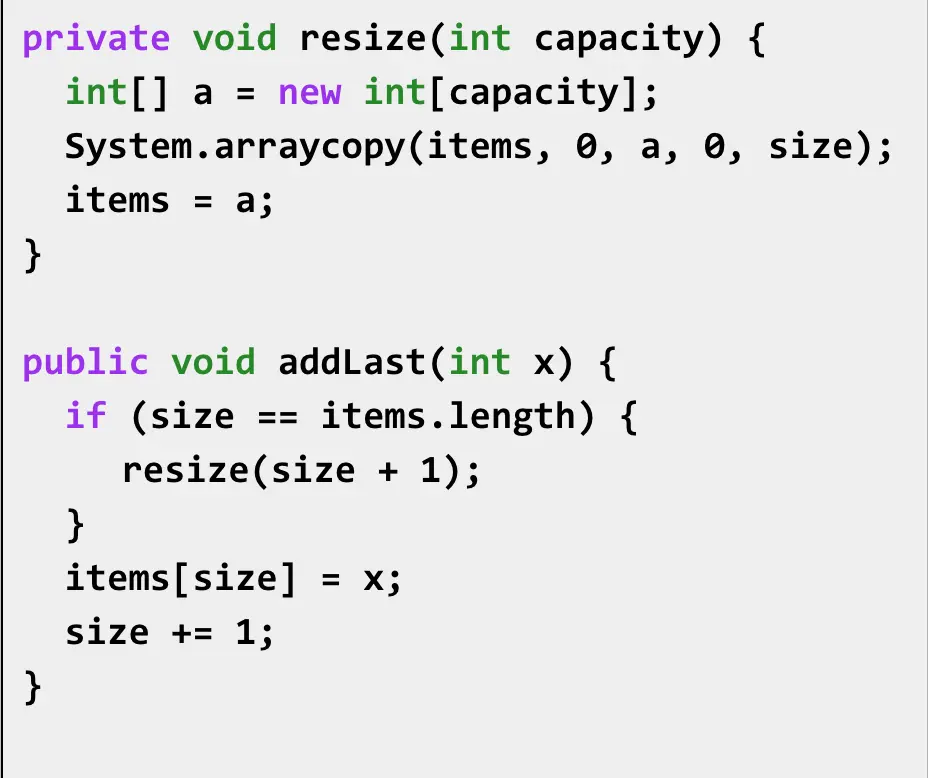 private void resize(int capacity) {
  int[] a = new int[capacity];
  System.arraycopy(items, 0, a, 0, size);
  items = a;
}

public void addLast(int x) {
  if (size == items.length) {
    resize(size + 1);
  }
  items[size] = x;
  size += 1;
}